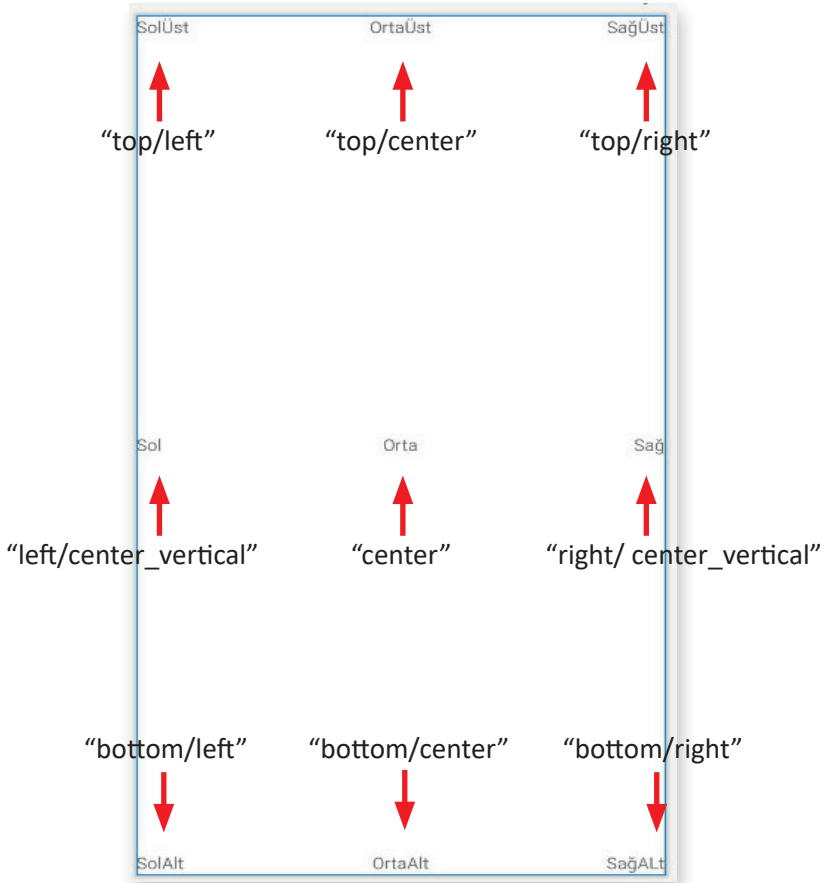 SolÜst OrtaÜst SağÜst
“top/left” “top/center” “top/right”
Sol Orta Sağ
“left/center_vertical” “center” “right/ center_vertical”
“bottom/left” “bottom/center” “bottom/right”
SolAlt OrtaAlt SağALt